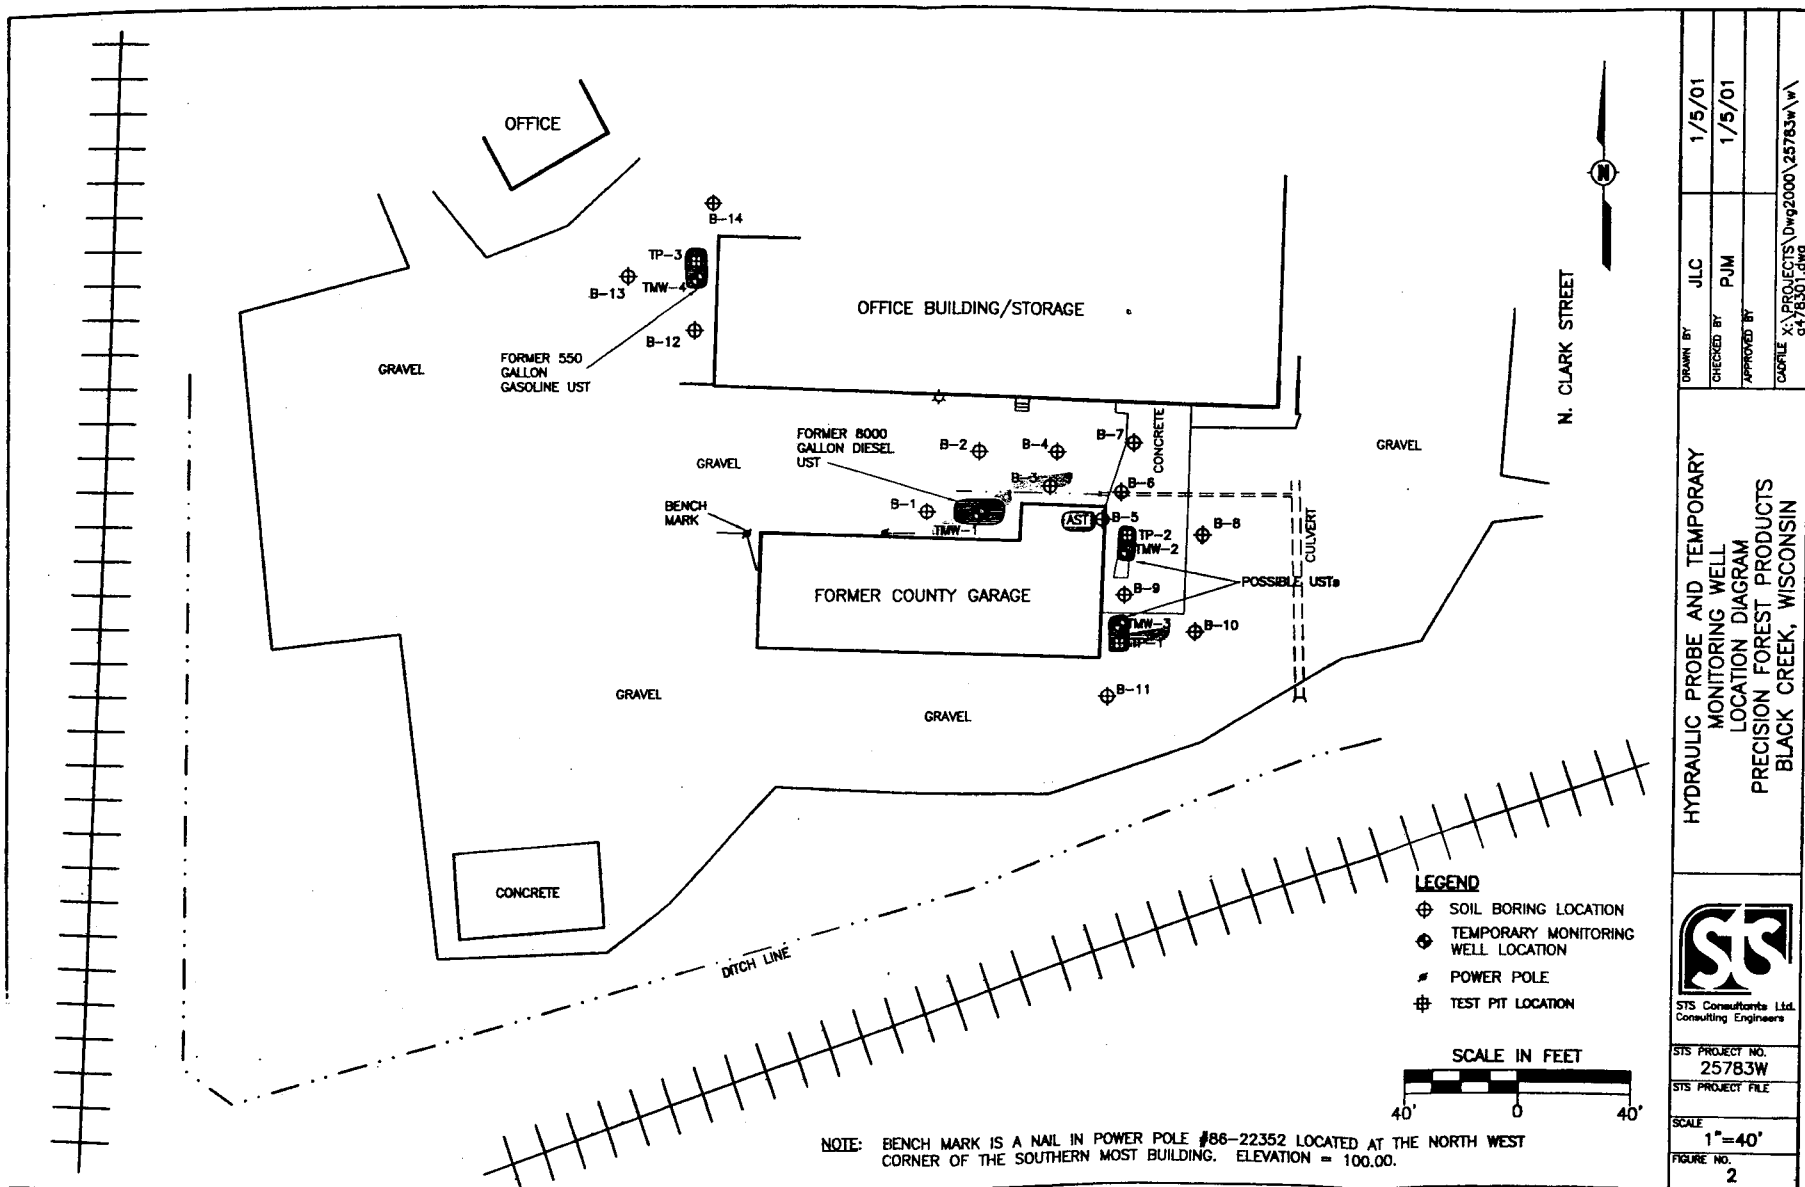 OFFICE
B-14
TP-3
TMW-4
B-13
B-12
OFFICE BUILDING/STORAGE
GRAVEL
FORMER 550
GALLON
GASOLINE UST
N
N. CLARK STREET
FORMER 8000
GALLON DIESEL
UST
GRAVEL
B-2
B-4
B-7
CONCRETE
GRAVEL
B-3
B-6
BENCH
MARK
B-1
TMW-1
AST
B-5
B-8
TP-2
TMW-2
CULVERT
POSSIBLE USTs
FORMER COUNTY GARAGE
B-9
TMW-3
B-10
TP-1
B-11
GRAVEL
GRAVEL
CONCRETE
DITCH LINE
LEGEND
SOIL BORING LOCATION
TEMPORARY MONITORING
WELL LOCATION
POWER POLE
TEST PIT LOCATION
SCALE IN FEET
40' 0 40'
NOTE: BENCH MARK IS A NAIL IN POWER POLE #86-22352 LOCATED AT THE NORTH WEST
CORNER OF THE SOUTHERN MOST BUILDING. ELEVATION = 100.00.
DRAWN BY JLC 1/5/01
CHECKED BY PJM 1/5/01
APPROVED BY
CADFILE X:\PROJECTS\Dwg2000\25783w\w\
a478301.dwg
HYDRAULIC PROBE AND TEMPORARY
MONITORING WELL
LOCATION DIAGRAM
PRECISION FOREST PRODUCTS
BLACK CREEK, WISCONSIN
STS
STS Consultants Ltd.
Consulting Engineers
STS PROJECT NO.
25783W
STS PROJECT FILE
SCALE
1"=40'
FIGURE NO.
2